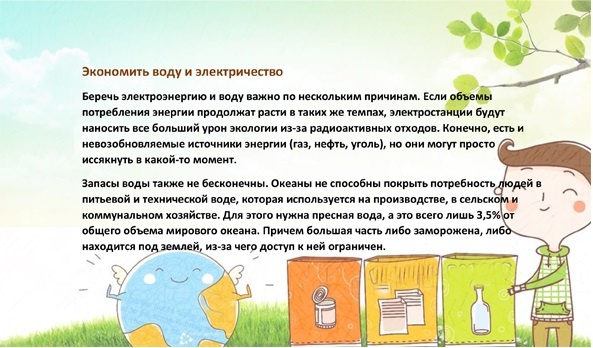 Экономить воду и электричество
Беречь электроэнергию и воду важно по нескольким причинам. Если объемы
потребления энергии продолжат расти в таких же темпах, электростанции будут
наносить все больший урон экологии из-за радиоактивных отходов. Конечно, есть и
невозобновляемые источники энергии (газ, нефть, уголь), но они могут просто
иссякнуть в какой-то момент.
Запасы воды также не бесконечны. Океаны не способны покрыть потребность людей в
питьевой и технической воде, которая используется на производстве, в сельском и
коммунальном хозяйстве. Для этого нужна пресная вода, а это всего лишь 3,5% от
общего объема мирового океана. Причем большая часть либо заморожена, либо
находится под землей, из-за чего доступ к ней ограничен.